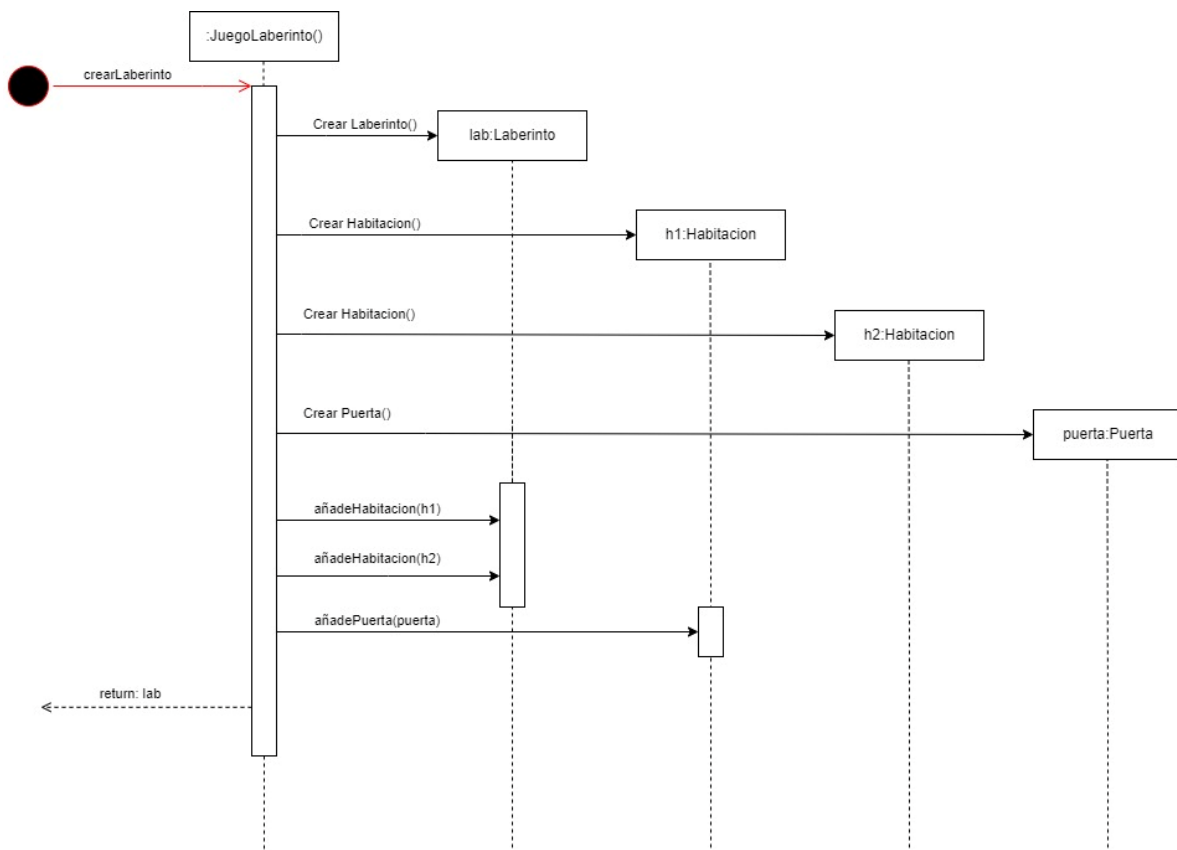 :JuegoLaberinto()
crearLaberinto
Crear Laberinto()
lab:Laberinto
Crear Habitacion()
h1:Habitacion
Crear Habitacion()
h2:Habitacion
Crear Puerta()
puerta:Puerta
añadeHabitacion(h1)
añadeHabitacion(h2)
añadePuerta(puerta)
return: lab